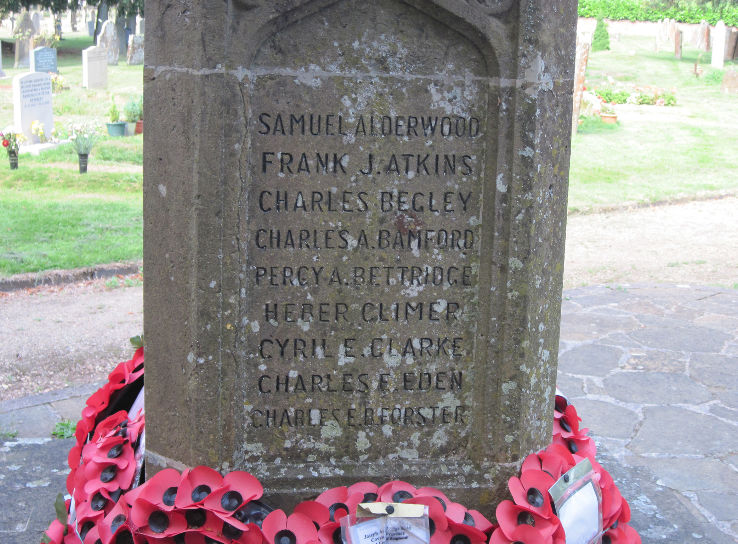 SAMUEL ALDERWOOD
FRANK J. ATKINS
CHARLES BEGLEY
CHARLES A. BAMFORD
PERCY A. BETTRIDGE
HEBER CLIMER
CYRIL E. CLARKE
CHARLES F. EDEN
CHARLES E. B. FORSTER